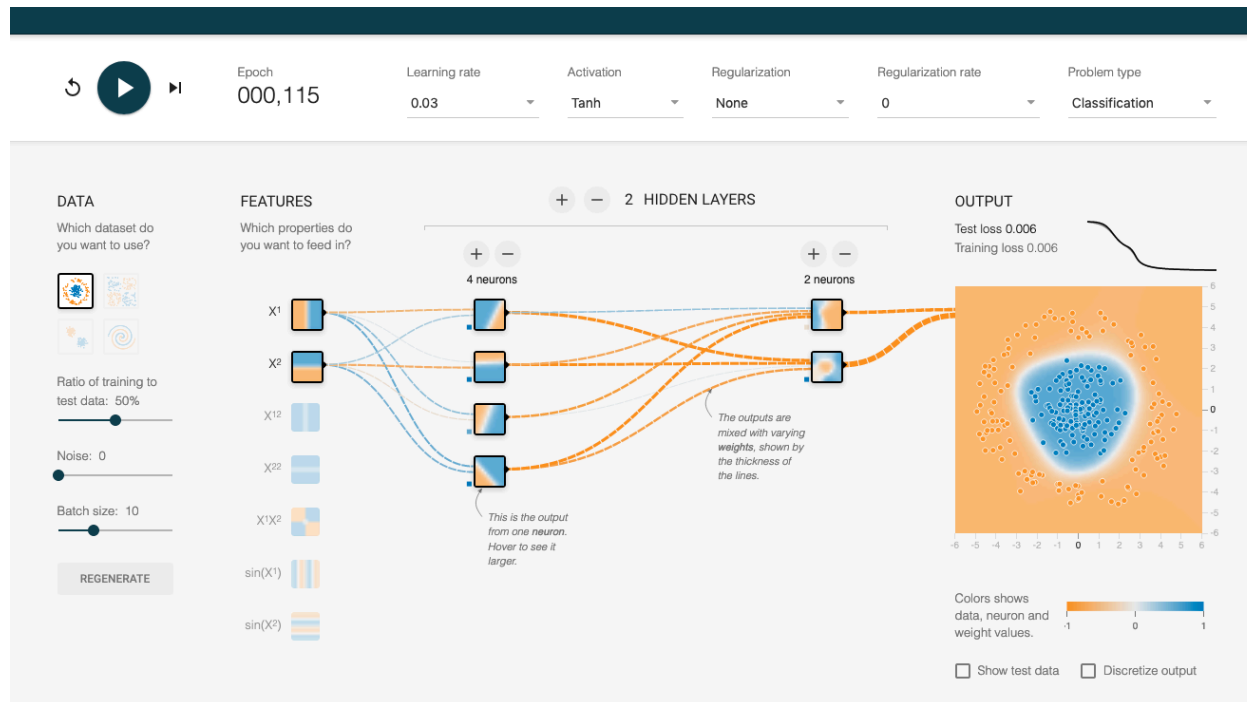 Epoch
000,115
Learning rate
0.03
Activation
Tanh
Regularization
None
Regularization rate
0
Problem type
Classification
DATA
Which dataset do
you want to use?
Ratio of training to
test data: 50%
Noise: 0
Batch size: 10
REGENERATE
FEATURES
Which properties do
you want to feed in?
X1
X2
X12
X22
X1X2
sin(X1)
sin(X2)
+ − 2 HIDDEN LAYERS
+ −
4 neurons
+ −
2 neurons
This is the output
from one neuron.
Hover to see it
larger.
The outputs are
mixed with varying
weights, shown by
the thickness of
the lines.
OUTPUT
Test loss 0.006
Training loss 0.006
6
5
4
3
2
1
0
-1
-2
-3
-4
-5
-6
-6 -5 -4 -3 -2 -1 0 1 2 3 4 5 6
Colors shows
data, neuron and
weight values.
-1 0 1
Show test data
Discretize output